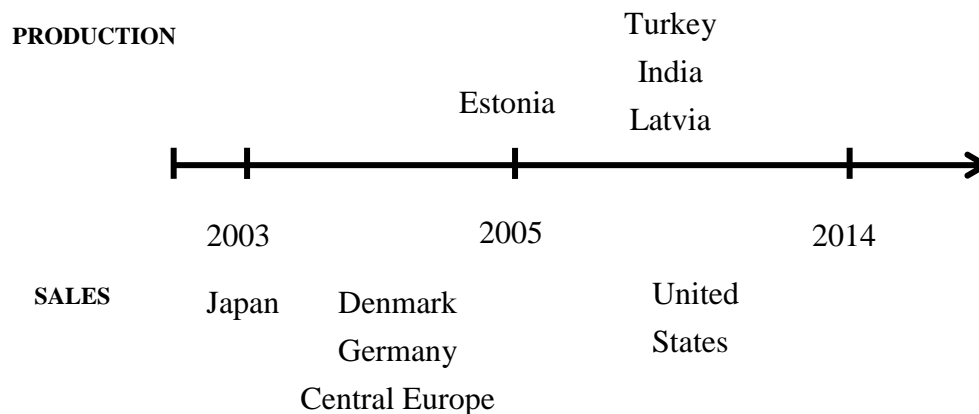 PRODUCTION
Turkey
India
Latvia
Estonia
2003
2005
2014
SALES
Japan
Denmark
Germany
Central Europe
United
States